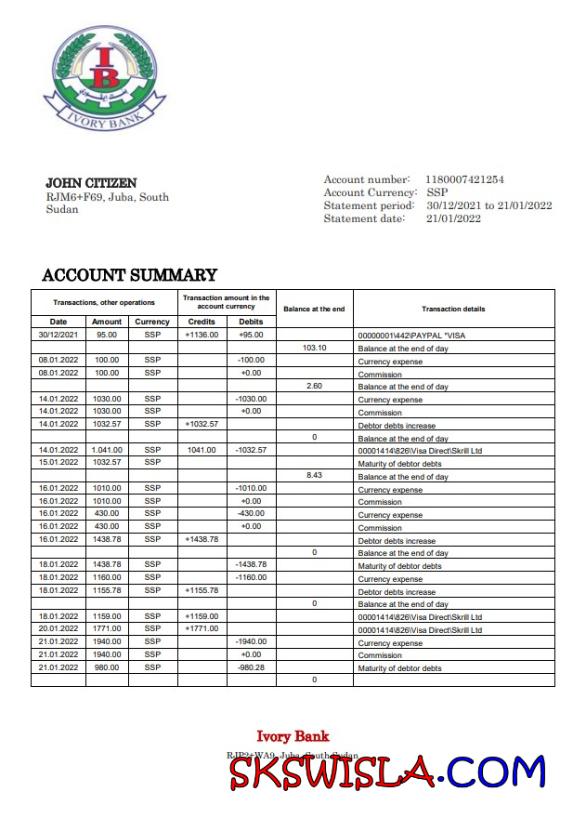 I
B
IVORY BANK
JOHN CITIZEN
RJM6+F69, Juba, South
Sudan
Account number: 1180007421254
Account Currency: SSP
Statement period: 30/12/2021 to 21/01/2022
Statement date: 21/01/2022
ACCOUNT SUMMARY
Transactions, other operations Transaction amount in the account currency Balance at the end Transaction details
Date Amount Currency Credits Debits
30/12/2021 95.00 SSP +1136.00 +95.00 00000001\442\PAYPAL "VISA
103.10 Balance at the end of day
08.01.2022 100.00 SSP -100.00 Currency expense
08.01.2022 100.00 SSP +0.00 Commission
2.60 Balance at the end of day
14.01.2022 1030.00 SSP -1030.00 Currency expense
14.01.2022 1030.00 SSP +0.00 Commission
14.01.2022 1032.57 SSP +1032.57 Debtor debts increase
0 Balance at the end of day
14.01.2022 1.041.00 SSP 1041.00 -1032.57 00001414\826\Visa Direct\Skrill Ltd
15.01.2022 1032.57 SSP Maturity of debtor debts
8.43 Balance at the end of day
16.01.2022 1010.00 SSP -1010.00 Currency expense
16.01.2022 1010.00 SSP +0.00 Commission
16.01.2022 430.00 SSP -430.00 Currency expense
16.01.2022 430.00 SSP +0.00 Commission
16.01.2022 1438.78 SSP +1438.78 Debtor debts increase
0 Balance at the end of day
18.01.2022 1438.78 SSP -1438.78 Maturity of debtor debts
18.01.2022 1160.00 SSP -1160.00 Currency expense
18.01.2022 1155.78 SSP +1155.78 Debtor debts increase
0 Balance at the end of day
18.01.2022 1159.00 SSP +1159.00 00001414\826\Visa Direct\Skrill Ltd
20.01.2022 1771.00 SSP +1771.00 00001414\826\Visa Direct\Skrill Ltd
21.01.2022 1940.00 SSP -1940.00 Currency expense
21.01.2022 1940.00 SSP +0.00 Commission
21.01.2022 980.00 SSP -980.28 Maturity of debtor debts
0
Ivory Bank
RJP2+WA9, Juba, South Sudan
SKSWISLA.COM